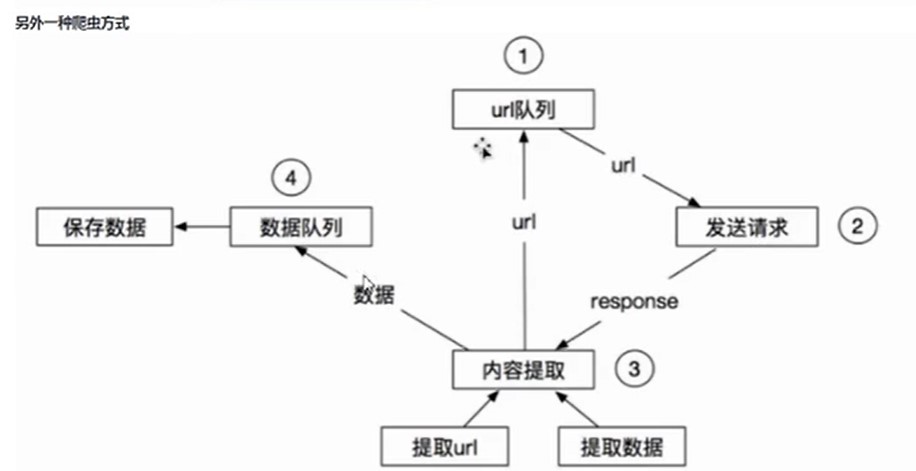 另外一种爬虫方式
1
url队列
url
4
保存数据
数据队列
url
发送请求
2
数据
response
内容提取
3
提取url
提取数据